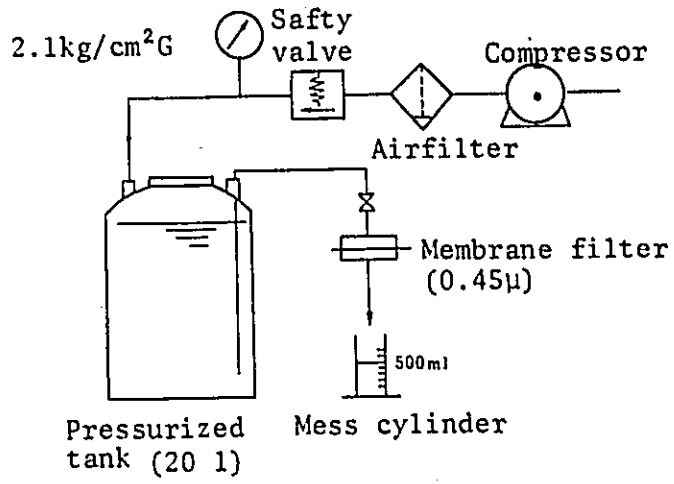 2.1kg/cm²G
Safty
valve
Compressor
Airfilter
Membrane filter
(0.45μ)
500ml
Pressurized
tank (20 l)
Mess cylinder